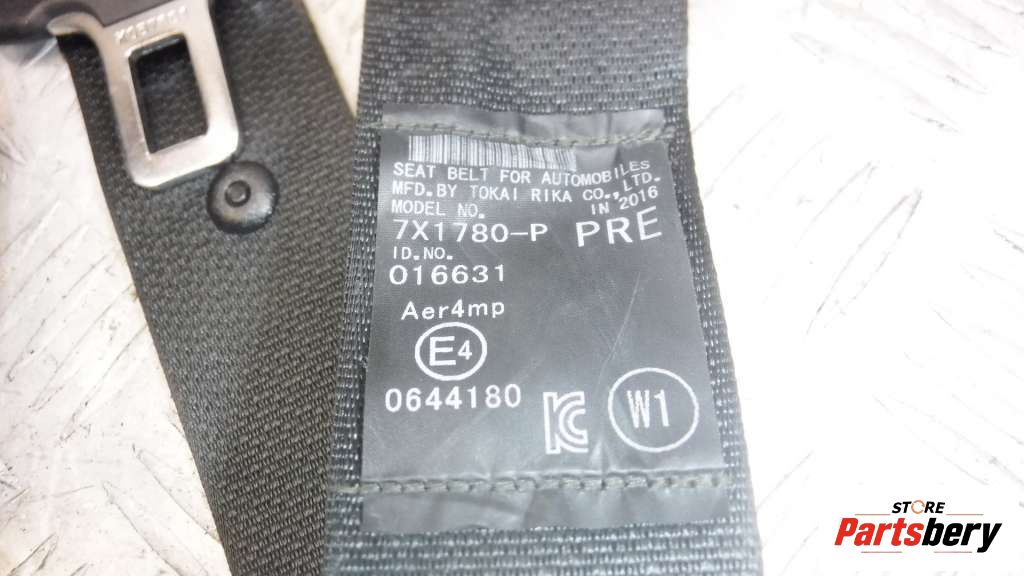 SEAT BELT FOR AUTOMOBILES
MFD.BY TOKAI RIKA CO.,LTD.
MODEL NO. IN 2016
7X1780-P PRE
ID.NO.
016631
Aer4mp
E4
0644180
KC W1
STORE
Partsbery